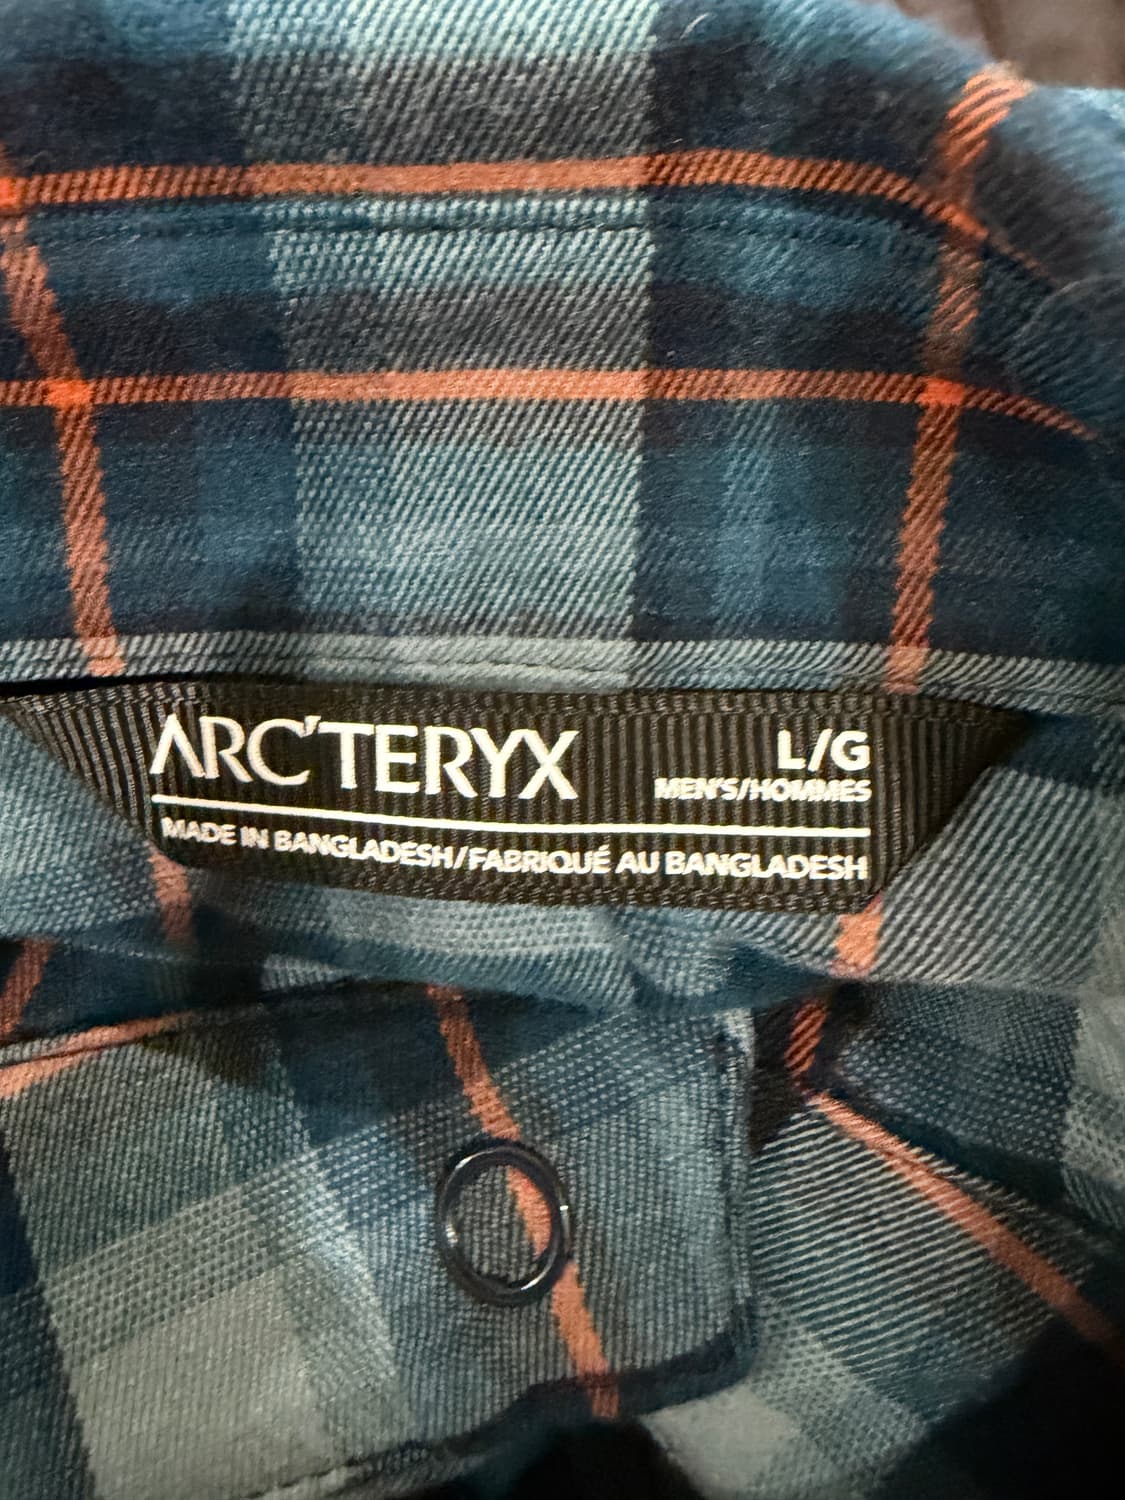 ARC'TERYX
L/G
MEN'S/HOMMES
MADE IN BANGLADESH/FABRIQUÉ AU BANGLADESH